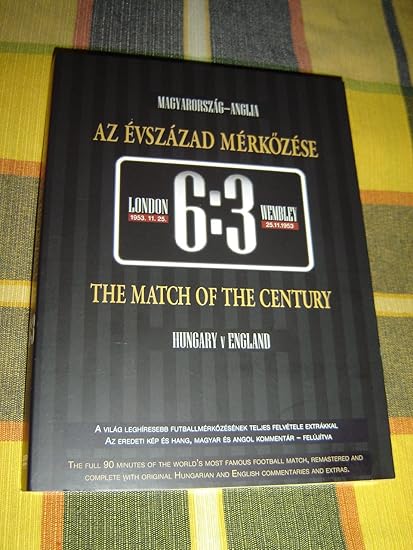 MAGYARORSZÁG–ANGLIA
AZ ÉVSZÁZAD MÉRKŐZÉSE
LONDON 6:3 WEMBLEY
1953. 11. 25. 25.11.1953
THE MATCH OF THE CENTURY
HUNGARY v ENGLAND
A VILÁG LEGHÍRESEBB FUTBALLMÉRKŐZÉSÉNEK TELJES FELVÉTELE EXTRÁKKAL
AZ EREDETI KÉP ÉS HANG, MAGYAR ÉS ANGOL KOMMENTÁR – FELÚJÍTVA
THE FULL 90 MINUTES OF THE WORLD'S MOST FAMOUS FOOTBALL MATCH, REMASTERED AND
COMPLETE WITH ORIGINAL HUNGARIAN AND ENGLISH COMMENTARIES AND EXTRAS.